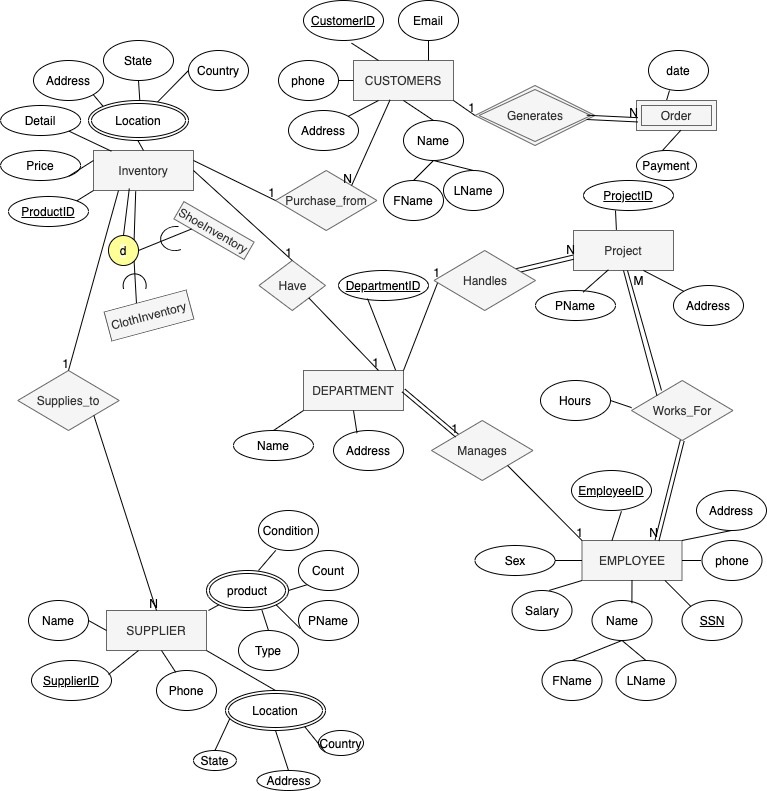 CustomerID
Email
State
Country
Address
phone
CUSTOMERS
date
Location
Detail
Address
1
Generates
N
Order
Name
Price
Inventory
Payment
N
1
Purchase_from
FName
LName
ProjectID
ProductID
ShoeInventory
d
1
N
Project
1
Handles
M
Have
DepartmentID
PName
Address
ClothInventory
1
1
DEPARTMENT
Supplies_to
Hours
Works_For
1
Name
Address
Manages
EmployeeID
Address
Condition
1
N
Sex
EMPLOYEE
phone
Count
product
N
Salary
Name
PName
Name
SUPPLIER
SSN
Type
SupplierID
Phone
FName
LName
Location
State
Country
Address